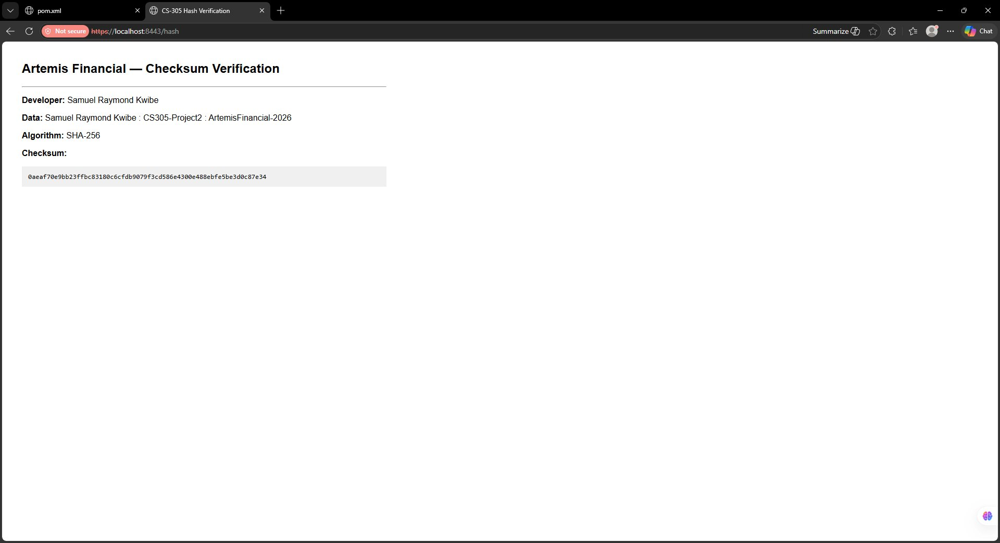 pom.xml
CS-305 Hash Verification
Not secure
https://localhost:8443/hash
Summarize
Chat
Artemis Financial — Checksum Verification
Developer: Samuel Raymond Kwibe
Data: Samuel Raymond Kwibe : CS305-Project2 : ArtemisFinancial-2026
Algorithm: SHA-256
Checksum:
0aeaf70e9bb23ffbc83180c6cfdb9079f3cd586e4300e488ebfe5be3d0c87e34